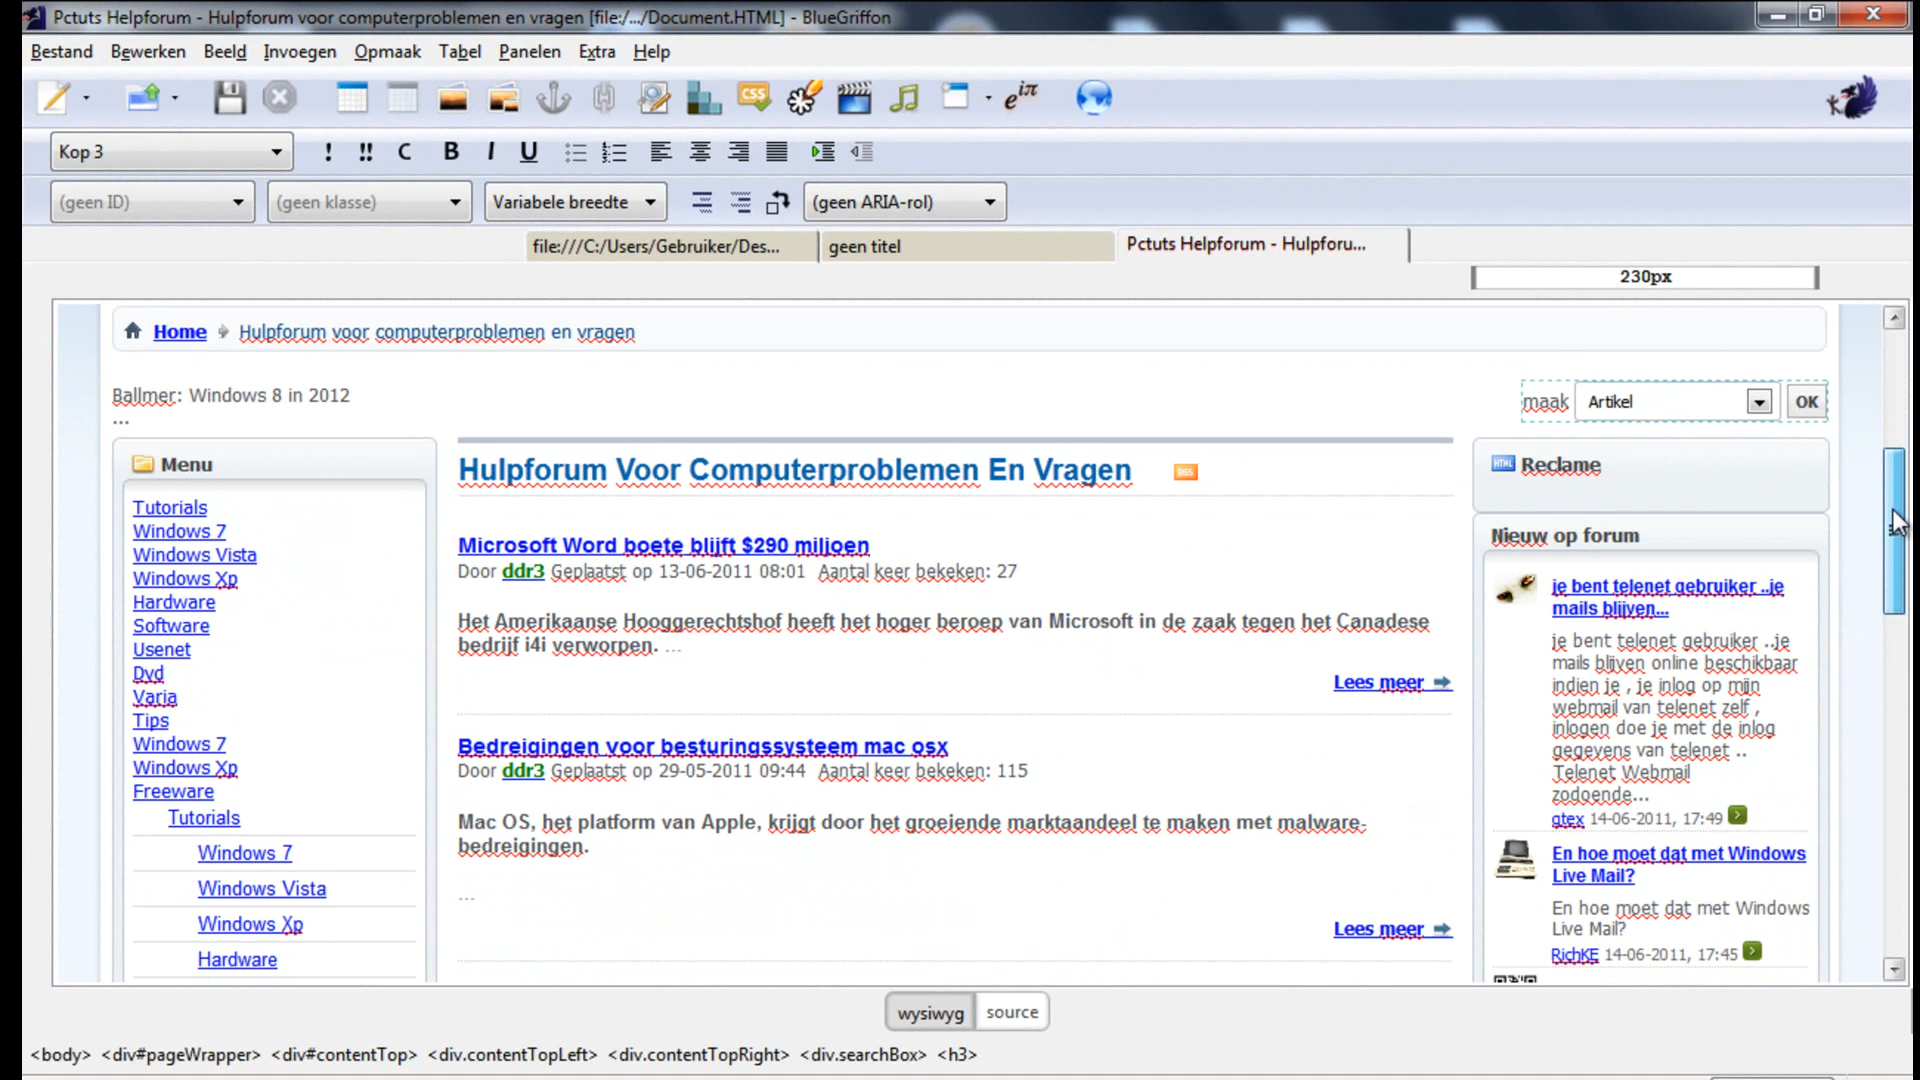 Pctuts Helpforum - Hulpforum voor computerproblemen en vragen [file:/.../Document.HTML] - BlueGriffon
Bestand Bewerken Beeld Invoegen Opmaak Tabel Panelen Extra Help
CSS eiπ
Kop 3 ! !! C B I U
(geen ID) (geen klasse) Variabele breedte (geen ARIA-rol)
file:///C:/Users/Gebruiker/Des... geen titel Pctuts Helpforum - Hulpforu...
230px
Home Hulpforum voor computerproblemen en vragen
Ballmer: Windows 8 in 2012
...
maak Artikel OK
Menu
Tutorials
Windows 7
Windows Vista
Windows Xp
Hardware
Software
Usenet
Dvd
Varia
Tips
Windows 7
Windows Xp
Freeware
Tutorials
Windows 7
Windows Vista
Windows Xp
Hardware
Hulpforum Voor Computerproblemen En Vragen RSS
Microsoft Word boete blijft $290 miljoen
Door ddr3 Geplaatst op 13-06-2011 08:01 Aantal keer bekeken: 27
Het Amerikaanse Hooggerechtshof heeft het hoger beroep van Microsoft in de zaak tegen het Canadese
bedrijf i4i verworpen. ...
Lees meer
Bedreigingen voor besturingssysteem mac osx
Door ddr3 Geplaatst op 29-05-2011 09:44 Aantal keer bekeken: 115
Mac OS, het platform van Apple, krijgt door het groeiende marktaandeel te maken met malware-
bedreigingen.
...
Lees meer
HTML Reclame
Nieuw op forum
je bent telenet gebruiker ..je
mails blijven...
je bent telenet gebruiker ..je
mails blijven online beschikbaar
indien je , je inlog op mijn
webmail van telenet zelf ,
inlogen doe je met de inlog
gegevens van telenet ..
Telenet Webmail
zodoende...
gtex 14-06-2011, 17:49
En hoe moet dat met Windows
Live Mail?
En hoe moet dat met Windows
Live Mail?
RichKE 14-06-2011, 17:45
wysiwyg source
<body> <div#pageWrapper> <div#contentTop> <div.contentTopLeft> <div.contentTopRight> <div.searchBox> <h3>